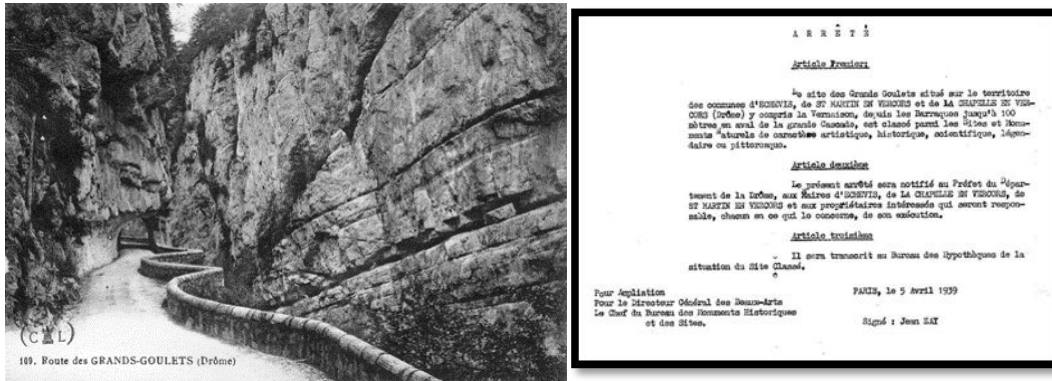 (C L)
109. Route des GRANDS-GOULETS (Drôme)
ARRÊTÉ
Article Premier:
Le site des Grands Goulets situé sur le territoire
des communes d'ECHEVIS, de ST MARTIN EN VERCORS et de LA CHAPELLE EN VER-
CORS (Drôme) y compris la Vernaison, depuis les Barraques jusqu'à 100
mètres en aval de la grande Cascade, est classé parmi les Sites et Monu-
ments Naturels de caractère artistique, historique, scientifique, légen-
daire ou pittoresque.
Article deuxième
Le présent arrêté sera notifié au Préfet du Dépar-
tement de la Drôme, aux Maires d'ECHEVIS, de LA CHAPELLE EN VERCORS, de
ST MARTIN EN VERCORS et aux propriétaires intéressés qui seront respon-
sable, chacun en ce qui le concerne, de son exécution.
Article troisième
Il sera transcrit au Bureau des Hypothèques de la
situation du Site Classé.
Pour Ampliation
Pour le Directeur Général des Beaux-Arts
Le Chef du Bureau des Monuments Historiques
et des Sites.
PARIS, le 5 Avril 1939
Signé : Jean ZAY